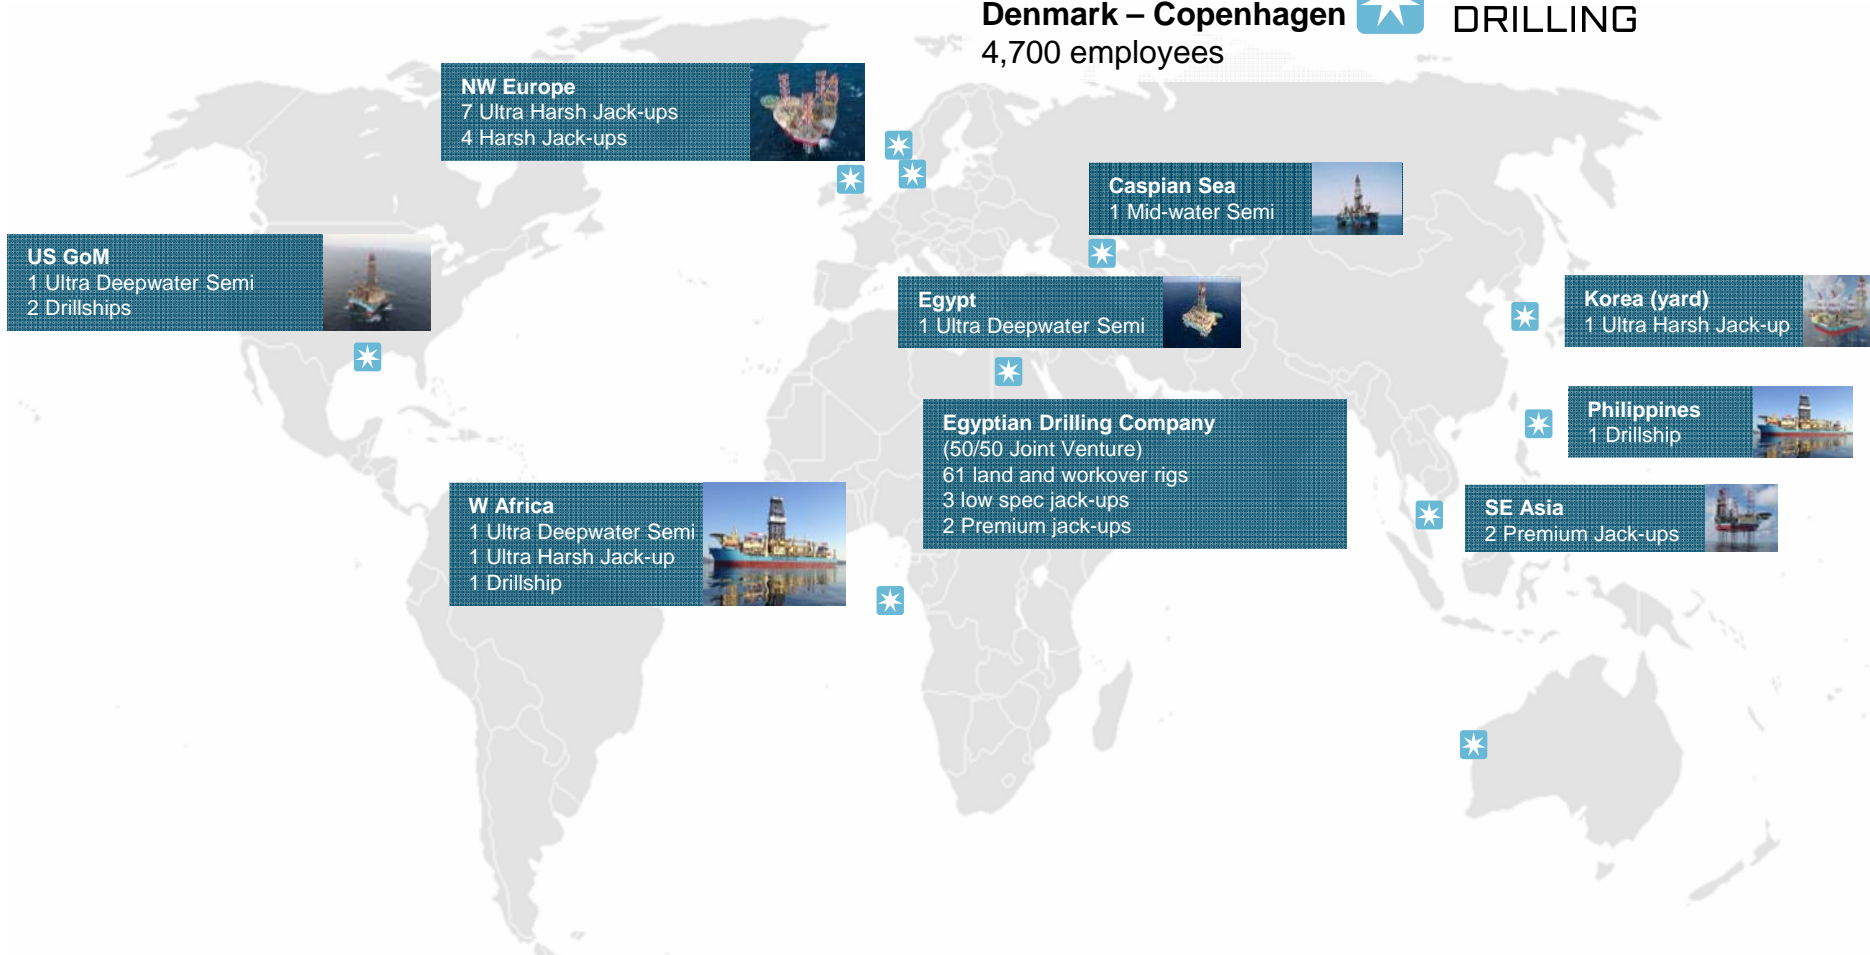 Denmark – Copenhagen
DRILLING
4,700 employees
NW Europe
7 Ultra Harsh Jack-ups
4 Harsh Jack-ups
Caspian Sea
1 Mid-water Semi
US GoM
1 Ultra Deepwater Semi
2 Drillships
Egypt
1 Ultra Deepwater Semi
Korea (yard)
1 Ultra Harsh Jack-up
Philippines
1 Drillship
Egyptian Drilling Company
(50/50 Joint Venture)
61 land and workover rigs
3 low spec jack-ups
2 Premium jack-ups
W Africa
1 Ultra Deepwater Semi
1 Ultra Harsh Jack-up
1 Drillship
SE Asia
2 Premium Jack-ups